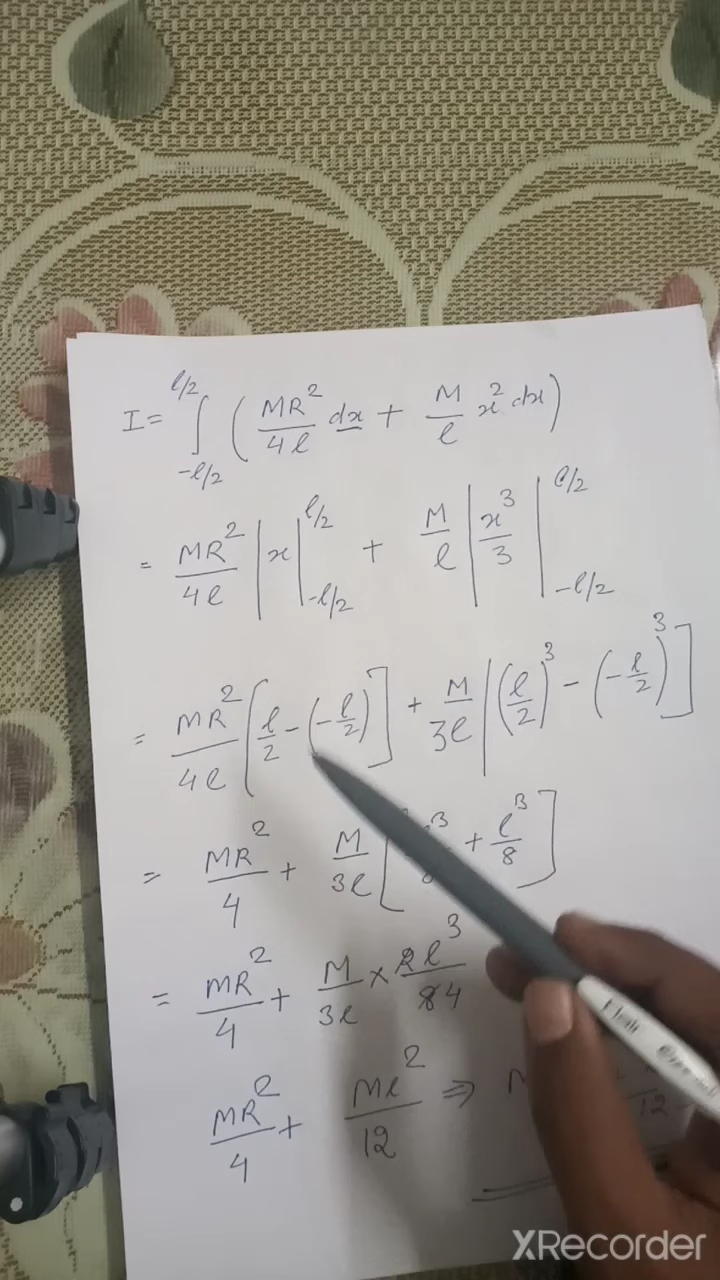 I = ∫_{-l/2}^{l/2} ( MR²/4l dx + M/l x² dx )
= MR²/4l |x|_{-l/2}^{l/2} + M/l |x³/3|_{-l/2}^{l/2}
= MR²/4l [ l/2 - (-l/2) ] + M/3l [ (l/2)³ - (-l/2)³ ]
= MR²/4 + M/3l [ + l³/8 ]
= MR²/4 + M/3l × 2l³/8 4
MR²/4 + Ml²/12 ⇒ M 12
XRecorder